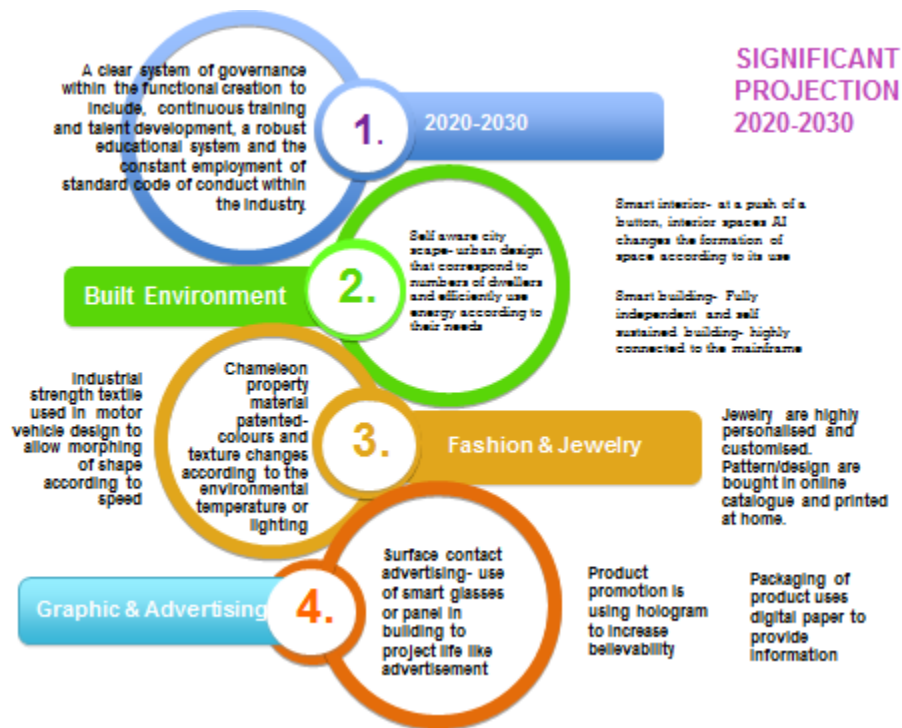 SIGNIFICANT
PROJECTION
2020-2030
A clear system of governance
within the functional creation to
include, continuous training
and talent development, a robust
educational system and the
constant employment of
standard code of conduct within
the industry.
1.
2020-2030
Built Environment
2.
Self aware city
scape- urban design
that correspond to
numbers of dwellers
and efficiently use
energy according to
their needs
Smart interior- at a push of a
button, interior spaces AI
changes the formation of
space according to its use
Smart building- Fully
independent and self
sustained building- highly
connected to the mainframe
Industrial
strength textile
used in motor
vehicle design to
allow morphing
of shape
according to
speed
Chameleon
property
material
patented-
colours and
texture changes
according to the
environmental
temperature or
lighting
3.
Fashion & Jewelry
Jewelry are highly
personalised and
customised.
Pattern/design are
bought in online
catalogue and printed
at home.
Graphic & Advertising
4.
Surface contact
advertising- use
of smart glasses
or panel in
building to
project life like
advertisement
Product
promotion is
using hologram
to increase
believability
Packaging of
product uses
digital paper to
provide
information